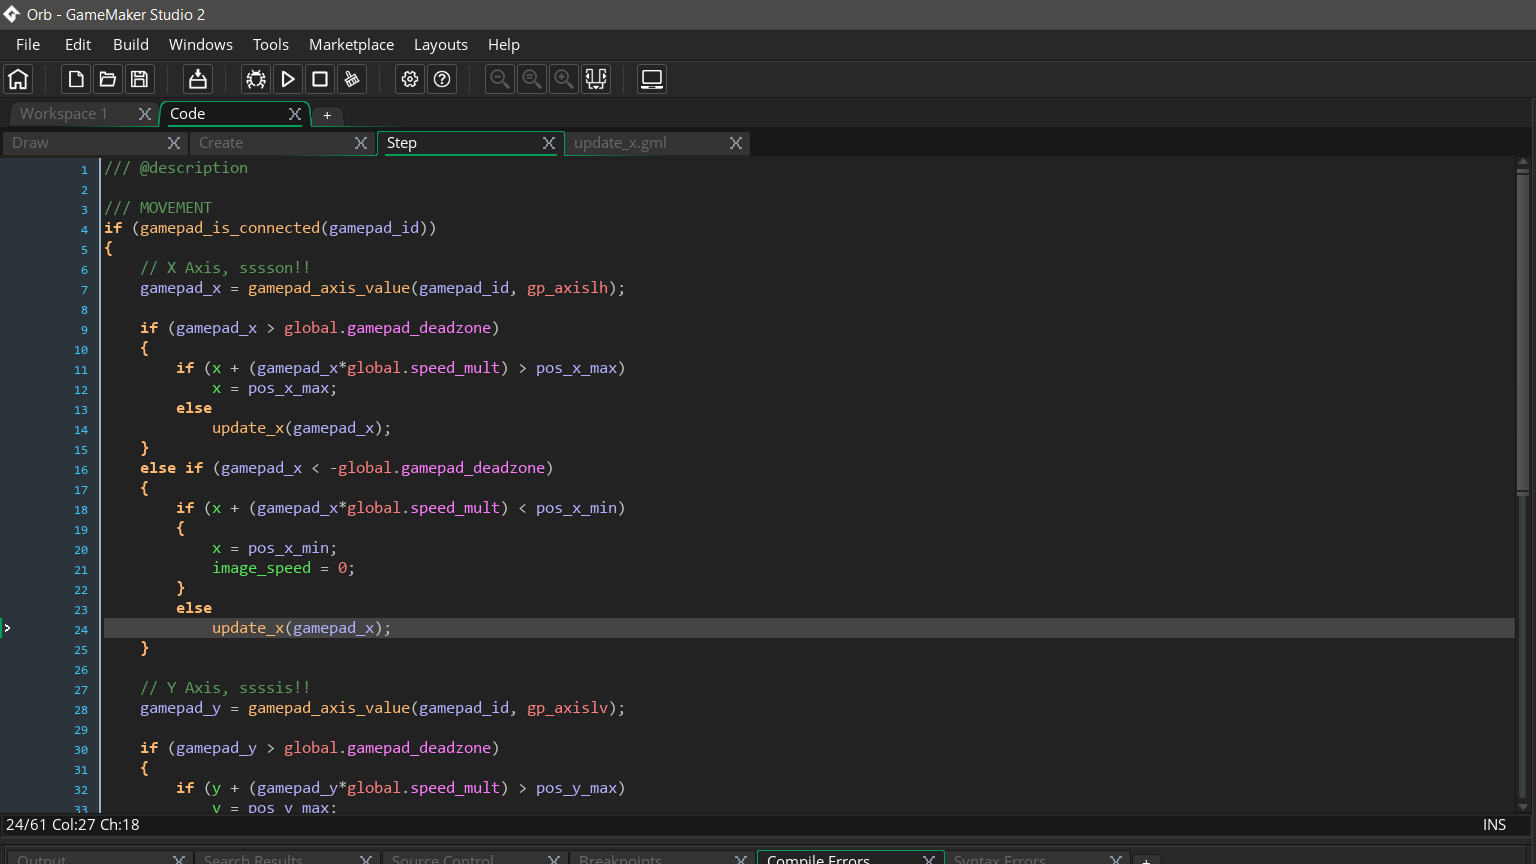 Orb - GameMaker Studio 2
File Edit Build Windows Tools Marketplace Layouts Help
Workspace 1 Code +
Draw Create Step update_x.gml
1 /// @description
2
3 /// MOVEMENT
4 if (gamepad_is_connected(gamepad_id))
5 {
6 // X Axis, sssson!!
7 gamepad_x = gamepad_axis_value(gamepad_id, gp_axislh);
8
9 if (gamepad_x > global.gamepad_deadzone)
10 {
11 if (x + (gamepad_x*global.speed_mult) > pos_x_max)
12 x = pos_x_max;
13 else
14 update_x(gamepad_x);
15 }
16 else if (gamepad_x < -global.gamepad_deadzone)
17 {
18 if (x + (gamepad_x*global.speed_mult) < pos_x_min)
19 {
20 x = pos_x_min;
21 image_speed = 0;
22 }
23 else
24 update_x(gamepad_x);
25 }
26
27 // Y Axis, ssssis!!
28 gamepad_y = gamepad_axis_value(gamepad_id, gp_axislv);
29
30 if (gamepad_y > global.gamepad_deadzone)
31 {
32 if (y + (gamepad_y*global.speed_mult) > pos_y_max)
33 y = pos_y_max;
24/61 Col:27 Ch:18 INS
Output Search Results Source Control Breakpoints Compile Errors Syntax Errors +